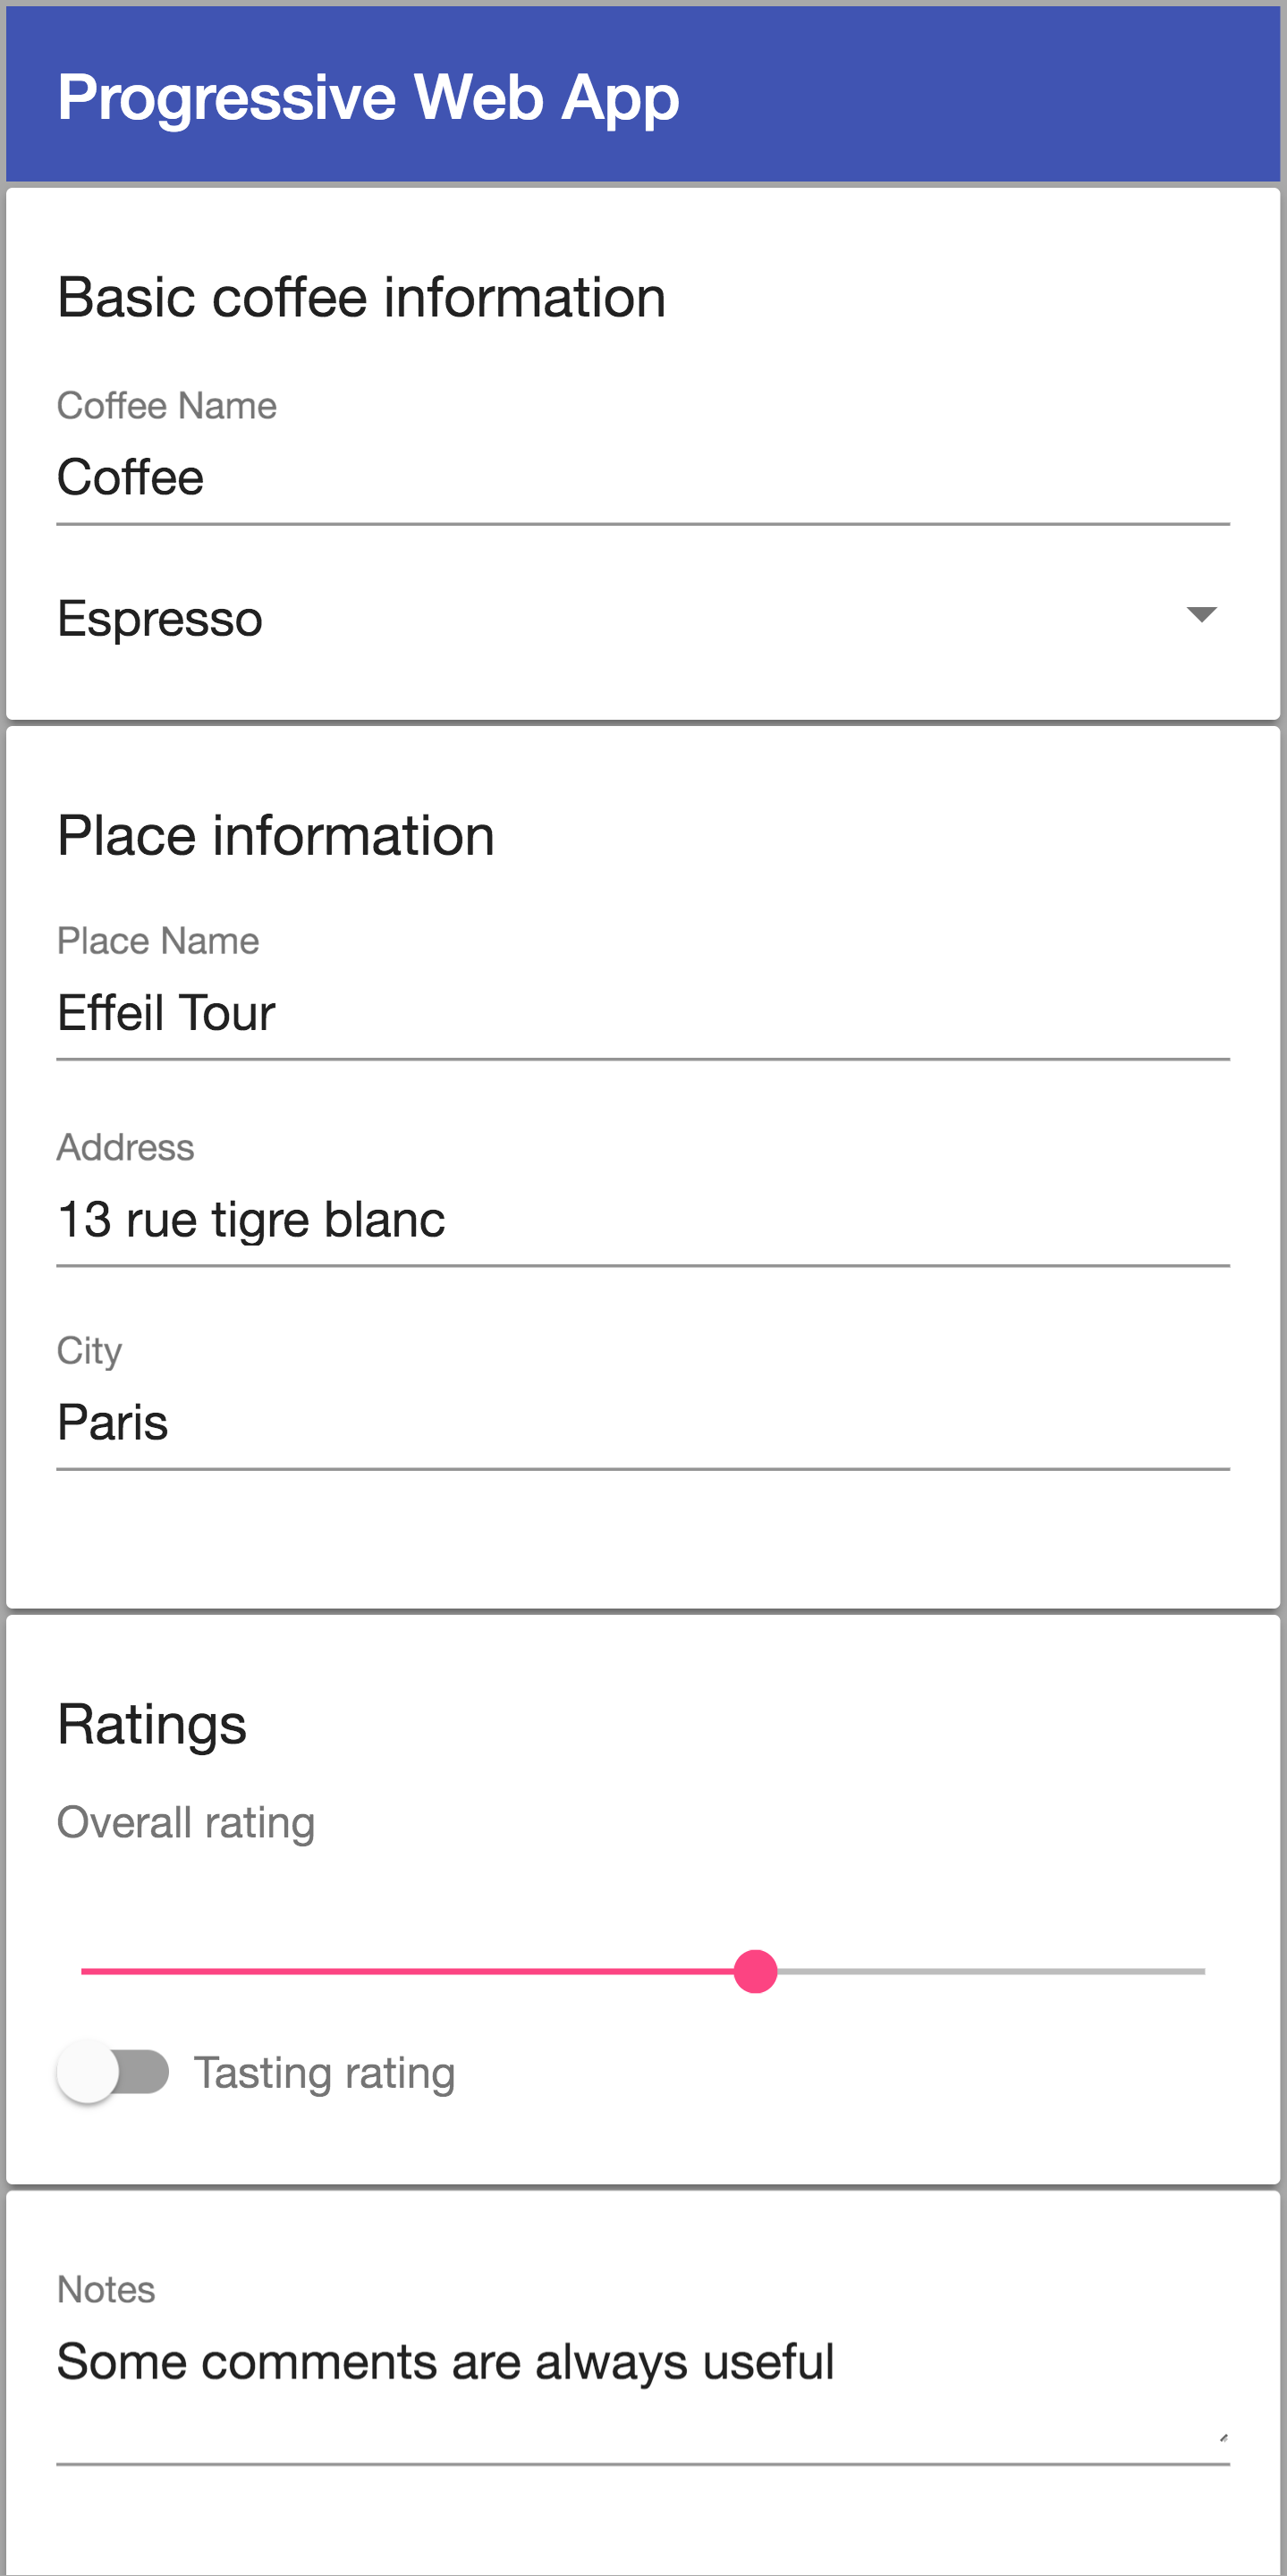 Progressive Web App
Basic coffee information
Coffee Name
Coffee
Espresso
Place information
Place Name
Effeil Tour
Address
13 rue tigre blanc
City
Paris
Ratings
Overall rating
Tasting rating
Notes
Some comments are always useful